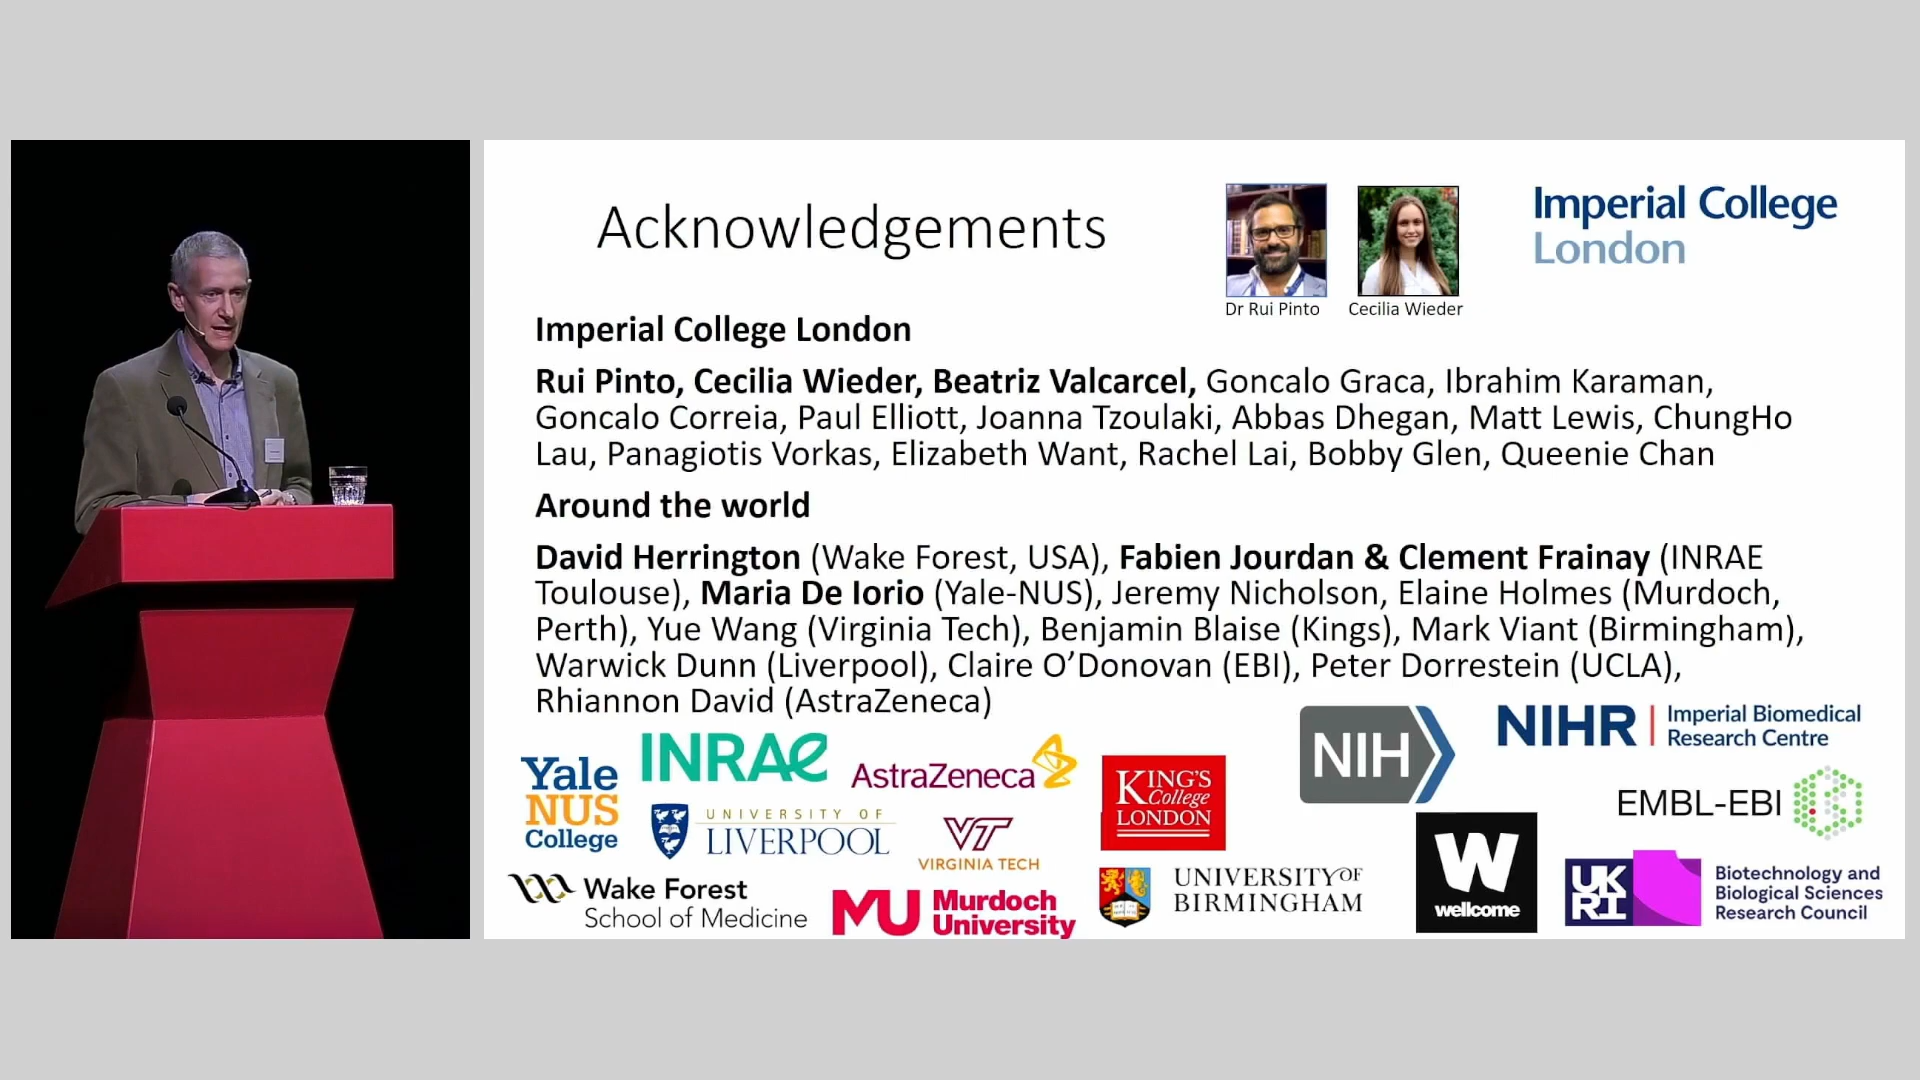 Acknowledgements
Dr Rui Pinto
Cecilia Wieder
Imperial College
London
Imperial College London
Rui Pinto, Cecilia Wieder, Beatriz Valcarcel, Goncalo Graca, Ibrahim Karaman,
Goncalo Correia, Paul Elliott, Joanna Tzoulaki, Abbas Dhegan, Matt Lewis, ChungHo
Lau, Panagiotis Vorkas, Elizabeth Want, Rachel Lai, Bobby Glen, Queenie Chan
Around the world
David Herrington (Wake Forest, USA), Fabien Jourdan & Clement Frainay (INRAE
Toulouse), Maria De Iorio (Yale-NUS), Jeremy Nicholson, Elaine Holmes (Murdoch,
Perth), Yue Wang (Virginia Tech), Benjamin Blaise (Kings), Mark Viant (Birmingham),
Warwick Dunn (Liverpool), Claire O’Donovan (EBI), Peter Dorrestein (UCLA),
Rhiannon David (AstraZeneca)
Yale
NUS
College
INRAE
AstraZeneca
KING'S
College
LONDON
NIH
NIHR | Imperial Biomedical
Research Centre
UNIVERSITY OF
LIVERPOOL
VT
VIRGINIA TECH
EMBL-EBI
Wake Forest
School of Medicine
MU Murdoch
University
UNIVERSITY OF
BIRMINGHAM
W
wellcome
UK
RI
Biotechnology and
Biological Sciences
Research Council